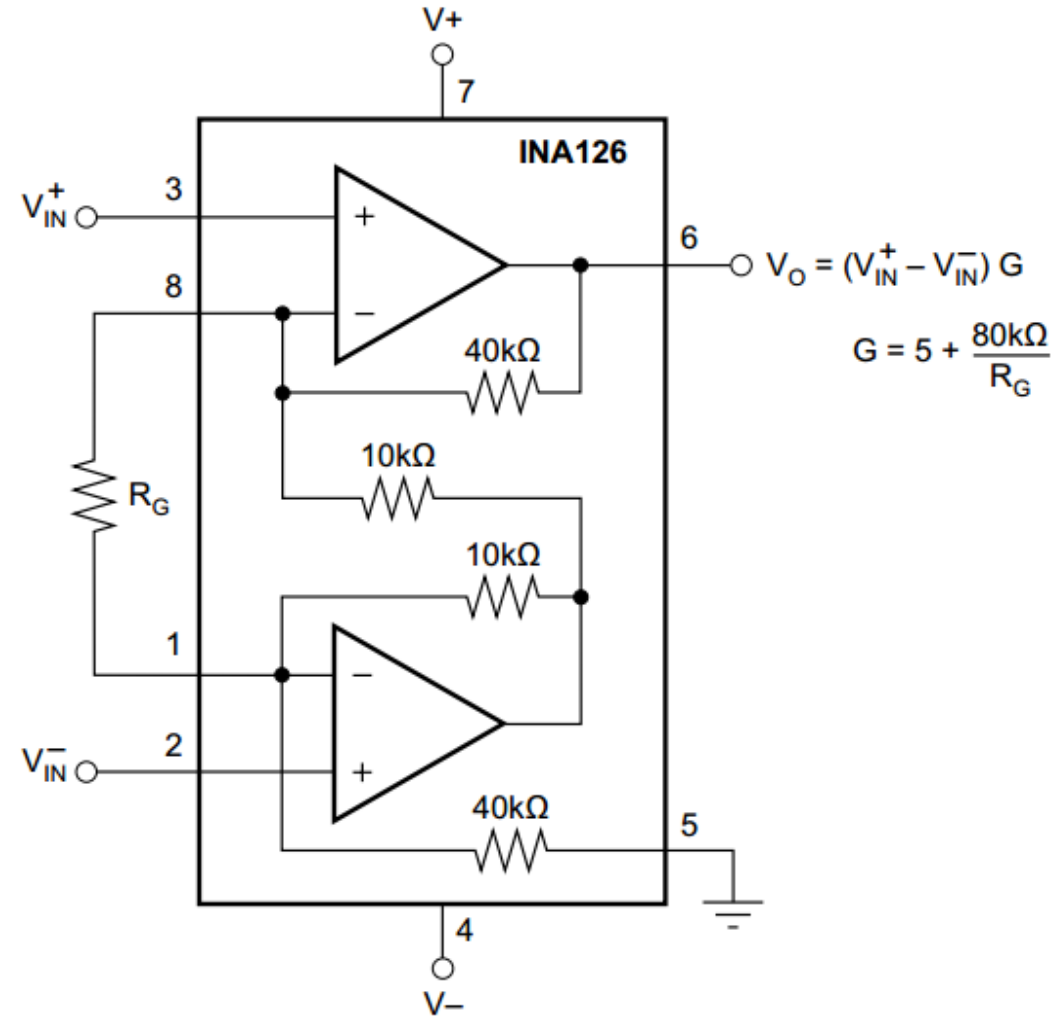 V+
7
INA126
3
V⁺IN
+
6
VO = (V⁺IN – V⁻IN) G
8
–
G = 5 + 80kΩ
RG
40kΩ
10kΩ
RG
10kΩ
1
–
2
V⁻IN
+
40kΩ
5
4
V–